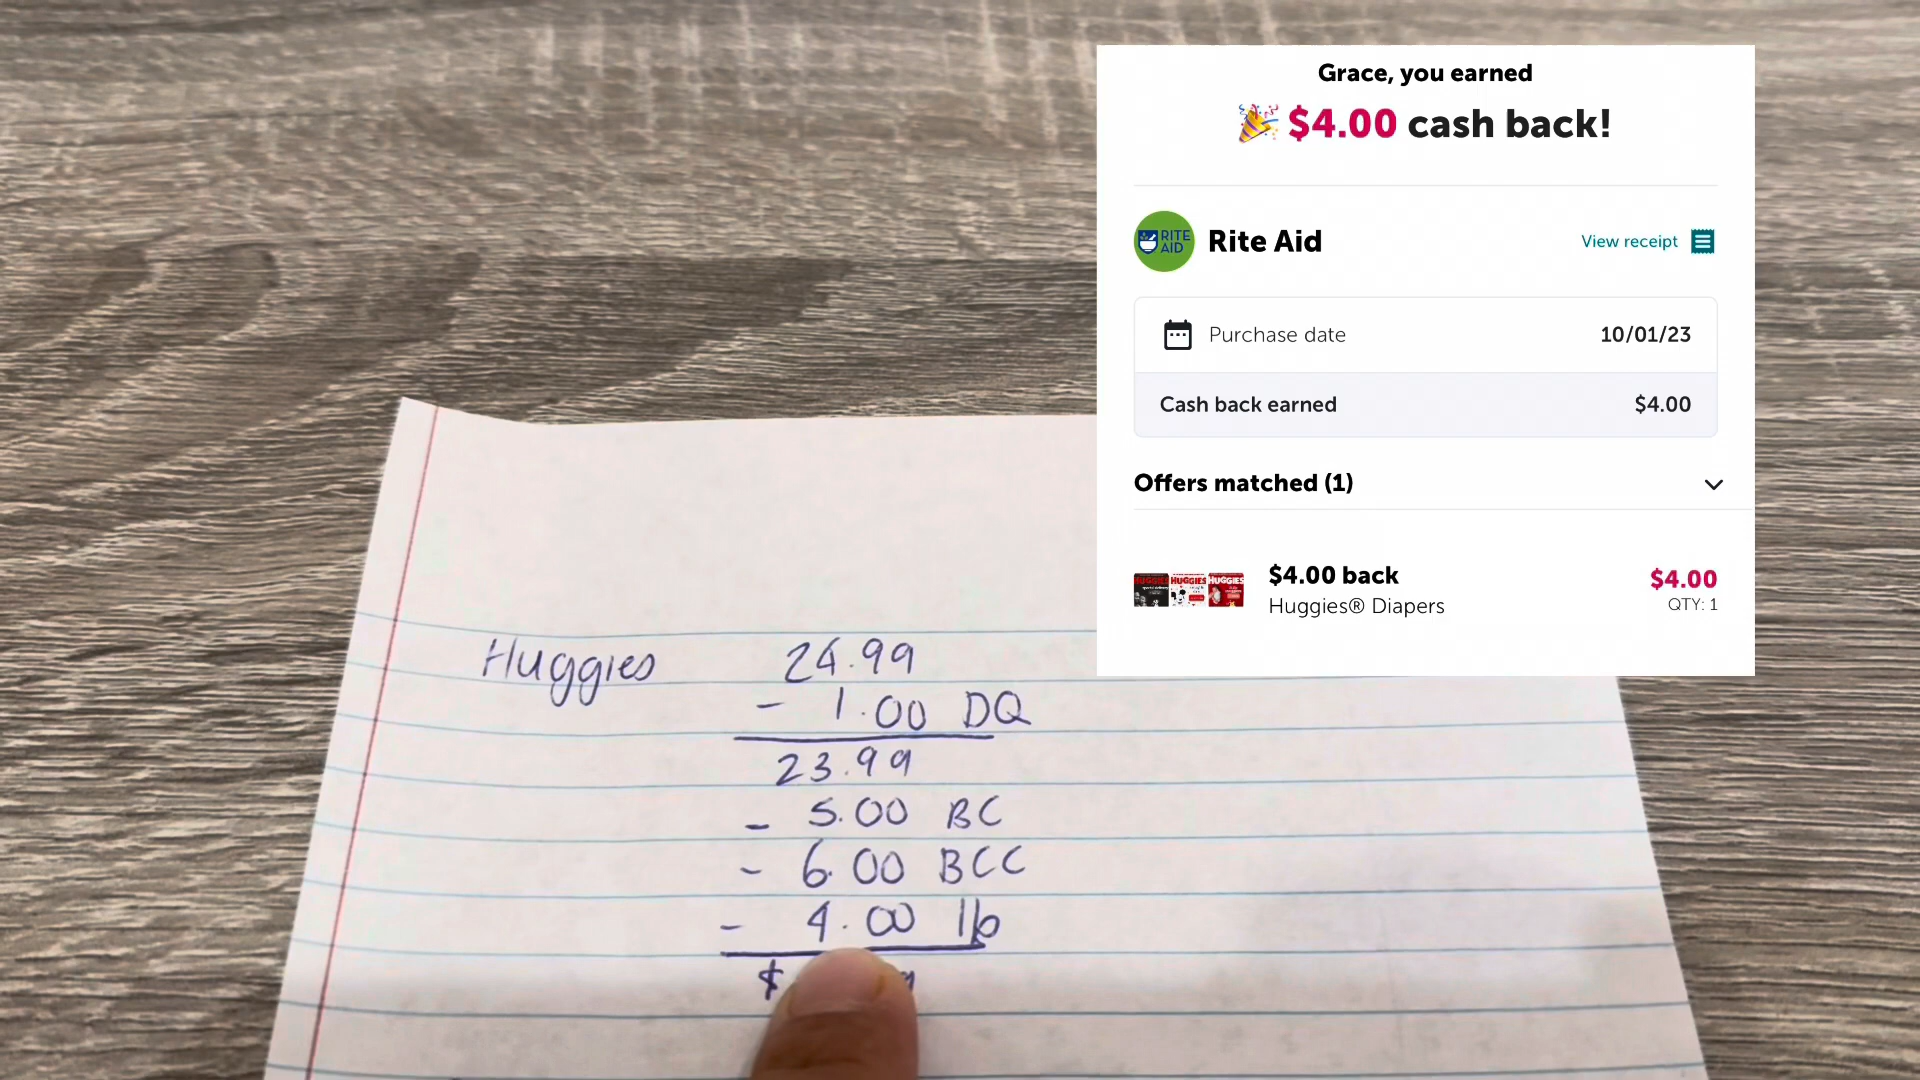 Grace, you earned
$4.00 cash back!
RITE AID
Rite Aid
View receipt
Purchase date 10/01/23
Cash back earned $4.00
Offers matched (1)
HUGGIES HUGGIES HUGGIES
$4.00 back $4.00
Huggies® Diapers QTY: 1
Huggies 24.99
- 1.00 DQ
23.99
- 5.00 BC
- 6.00 BCC
- 4.00 Ib
$